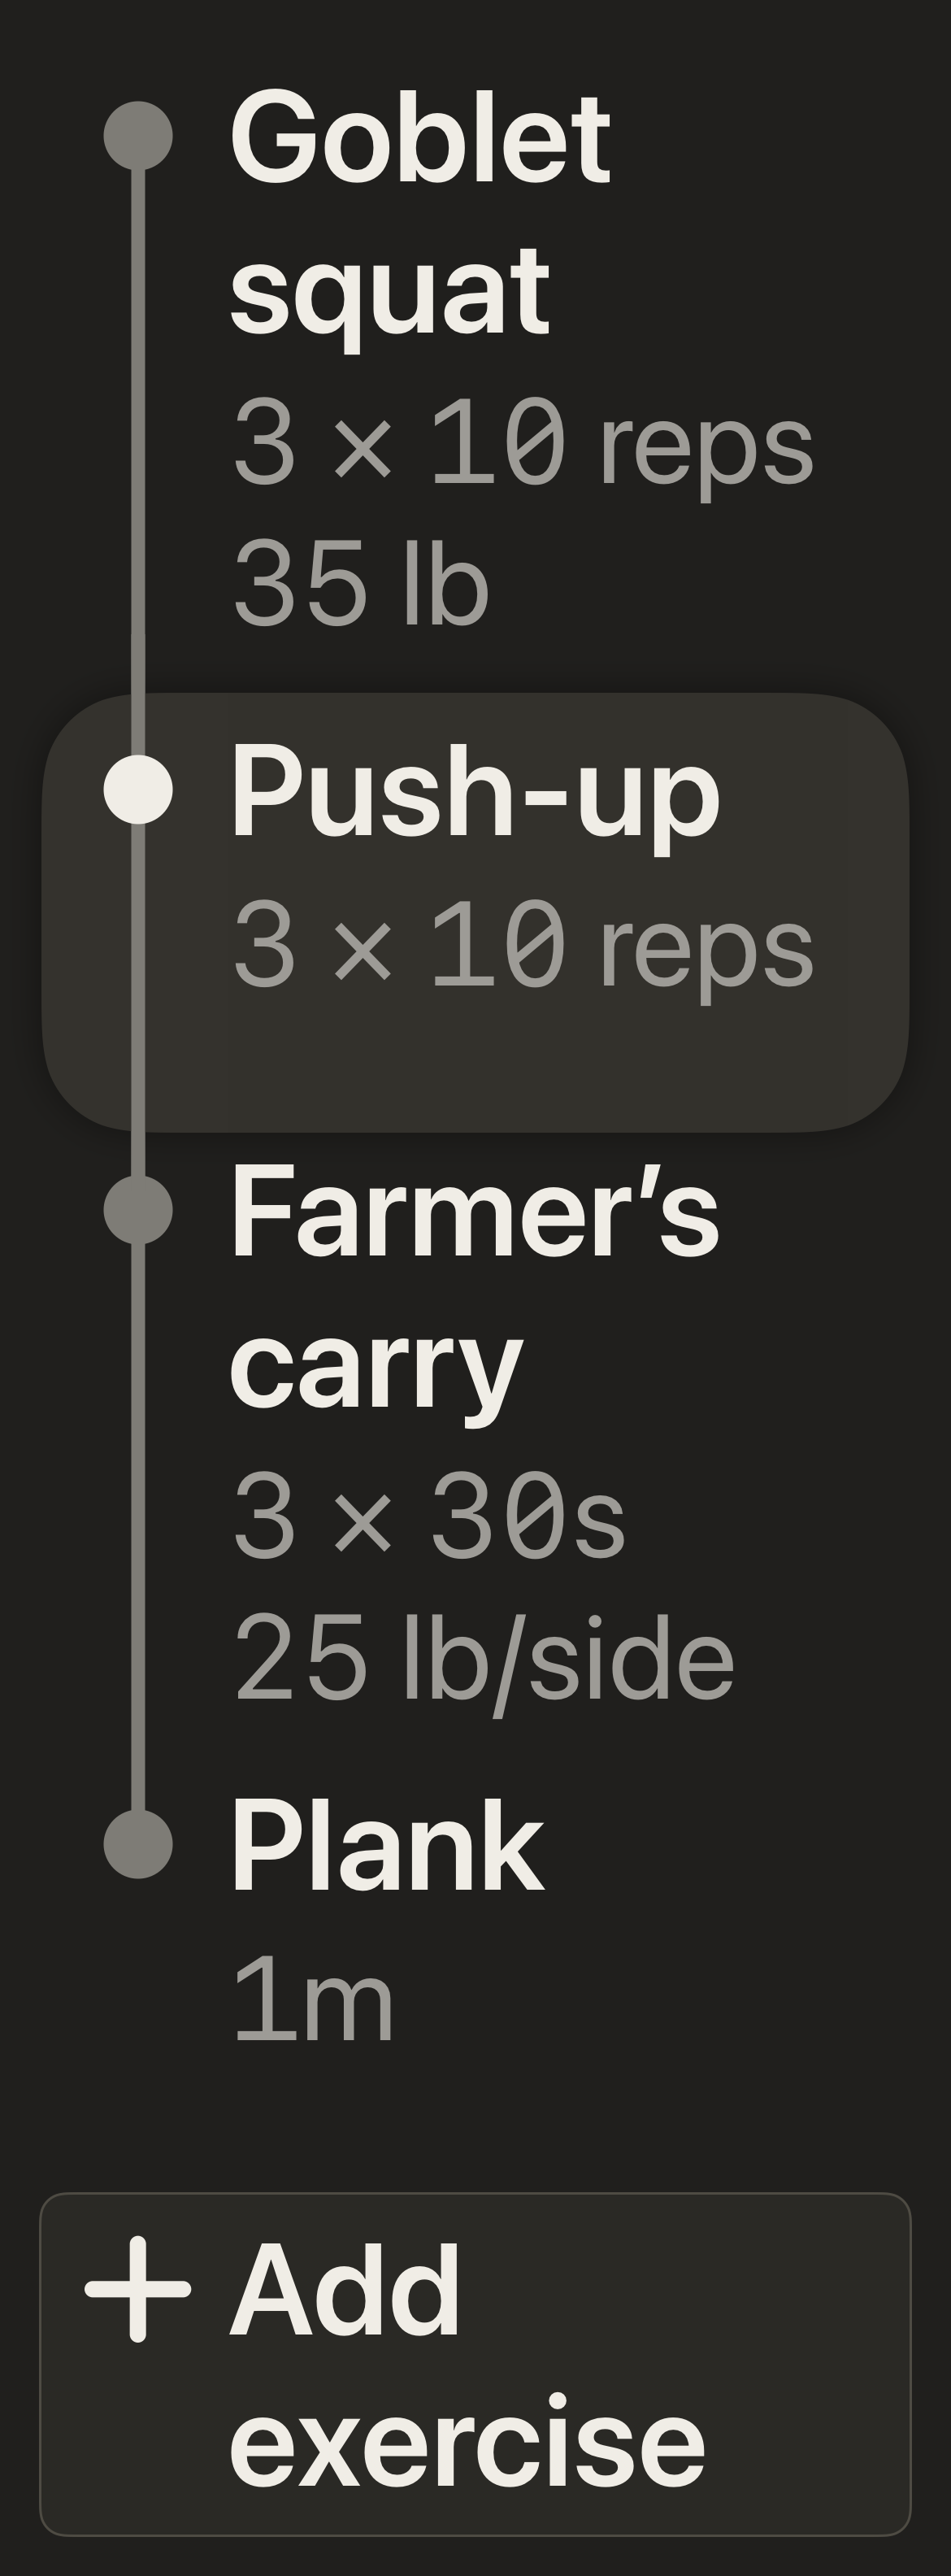 Goblet
squat
3 × 10 reps
35 lb
Push-up
3 × 10 reps
Farmer’s
carry
3 × 30s
25 lb/side
Plank
1m
Add
exercise